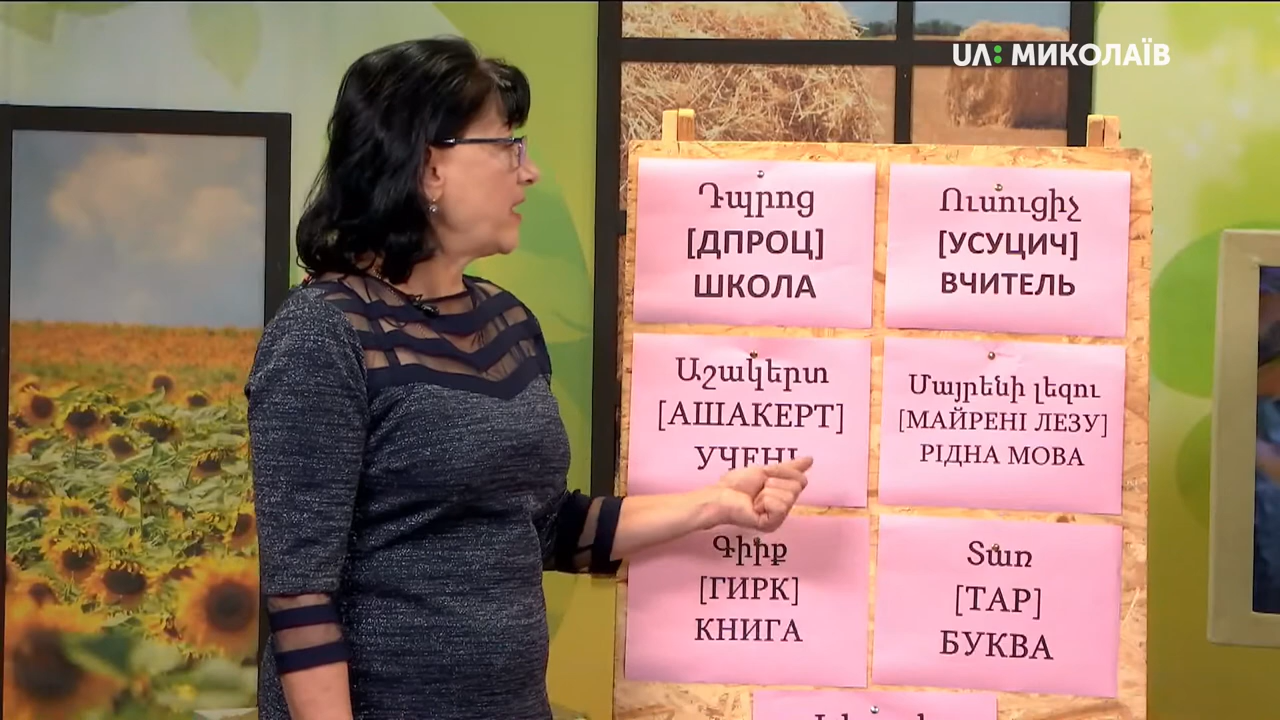 UA: МИКОЛАЇВ
Դպրոց
[ДПРОЦ]
ШКОЛА
Ուսուցիչ
[УСУЦИЧ]
ВЧИТЕЛЬ
Աշակերտ
[АШАКЕРТ]
Մայրենի լեզու
[МАЙРЕНІ ЛЕЗУ]
РІДНА МОВА
Գիրք
[ГИРК]
КНИГА
Տառ
[ТАР]
БУКВА